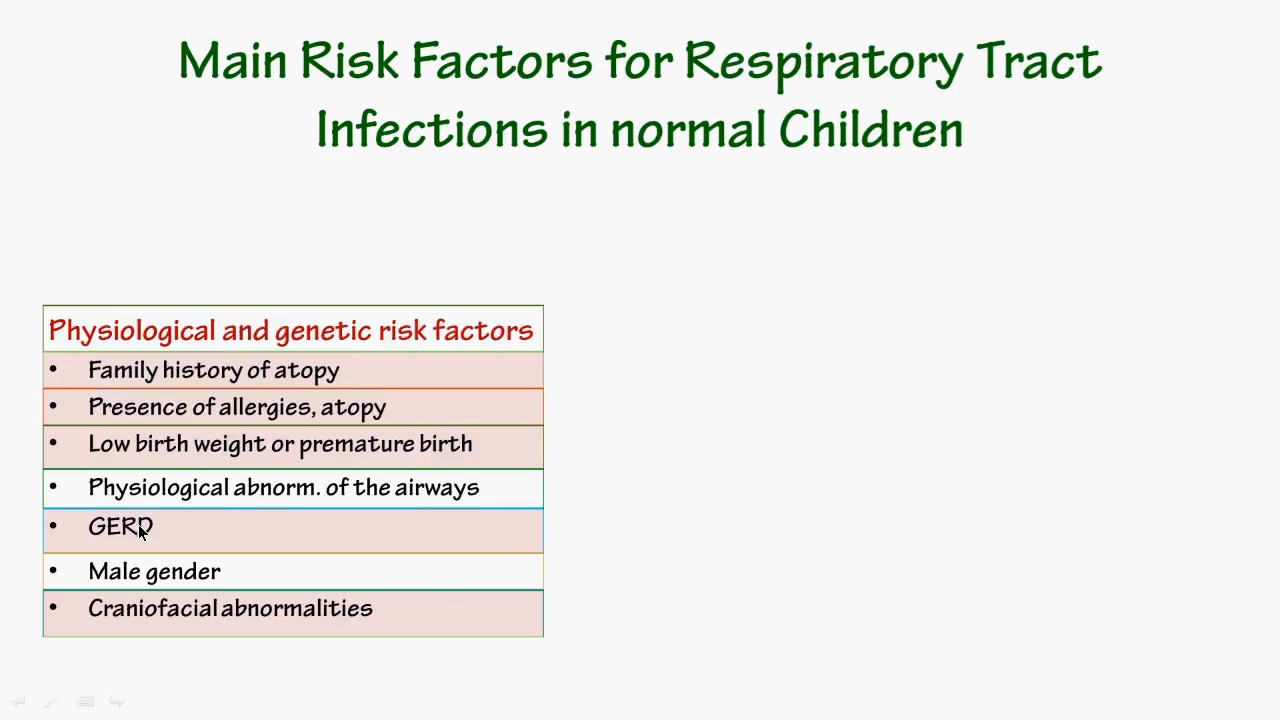 Main Risk Factors for Respiratory Tract
Infections in normal Children
Physiological and genetic risk factors
• Family history of atopy
• Presence of allergies, atopy
• Low birth weight or premature birth
• Physiological abnorm. of the airways
• GERD
• Male gender
• Craniofacial abnormalities